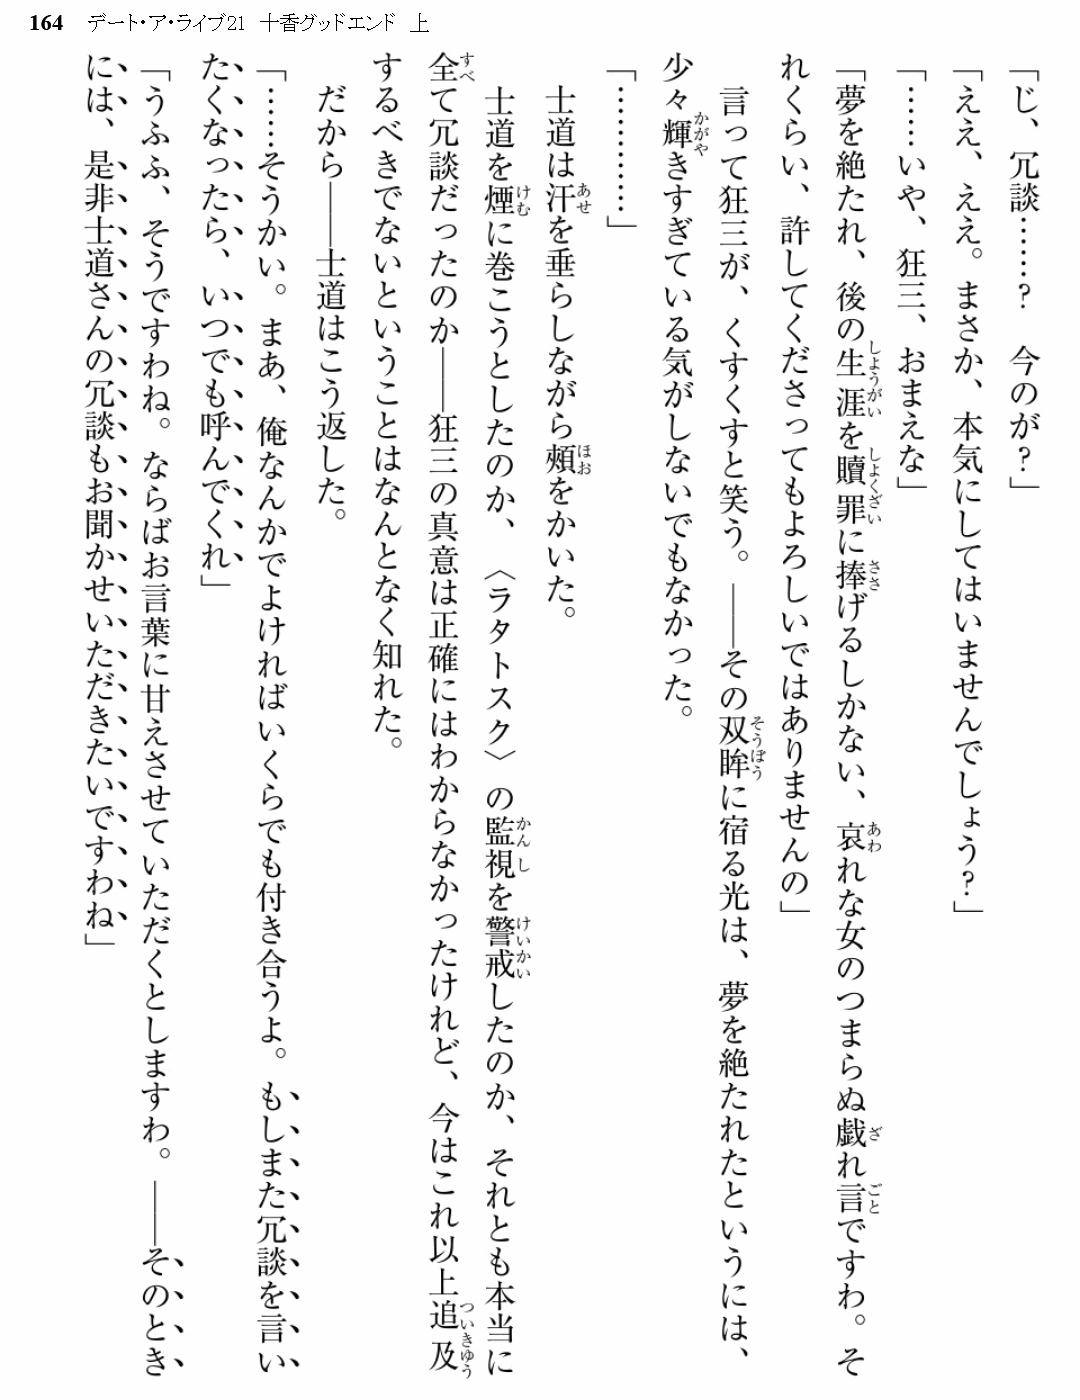 164 デート・ア・ライブ21 十香グッドエンド 上
「じ、冗談……？　今のが？」
「ええ、ええ。まさか、本気にしてはいませんでしょう？」
「……いや、狂三、おまえな」
「夢を絶たれ、後の生涯を贖罪に捧げるしかない、哀れな女のつまらぬ戯れ言ですわ。そ
れくらい、許してくださってもよろしいではありませんの」
　言って狂三が、くすくすと笑う。――その双眸に宿る光は、夢を絶たれたというには、
少々輝きすぎている気がしないでもなかった。
「…………」
　士道は汗を垂らしながら頰をかいた。
　士道を煙に巻こうとしたのか、〈ラタトスク〉の監視を警戒したのか、それとも本当に
全て冗談だったのか――狂三の真意は正確にはわからなかったけれど、今はこれ以上追及
するべきでないということはなんとなく知れた。
　だから――士道はこう返した。
「……そうかい。まあ、俺なんかでよければいくらでも付き合うよ。もしまた冗談を言い
たくなったら、いつでも呼んでくれ」
「うふふ、そうですわね。ならばお言葉に甘えさせていただくとしますわ。――そのとき
には、是非士道さんの冗談もお聞かせいただきたいですわね」